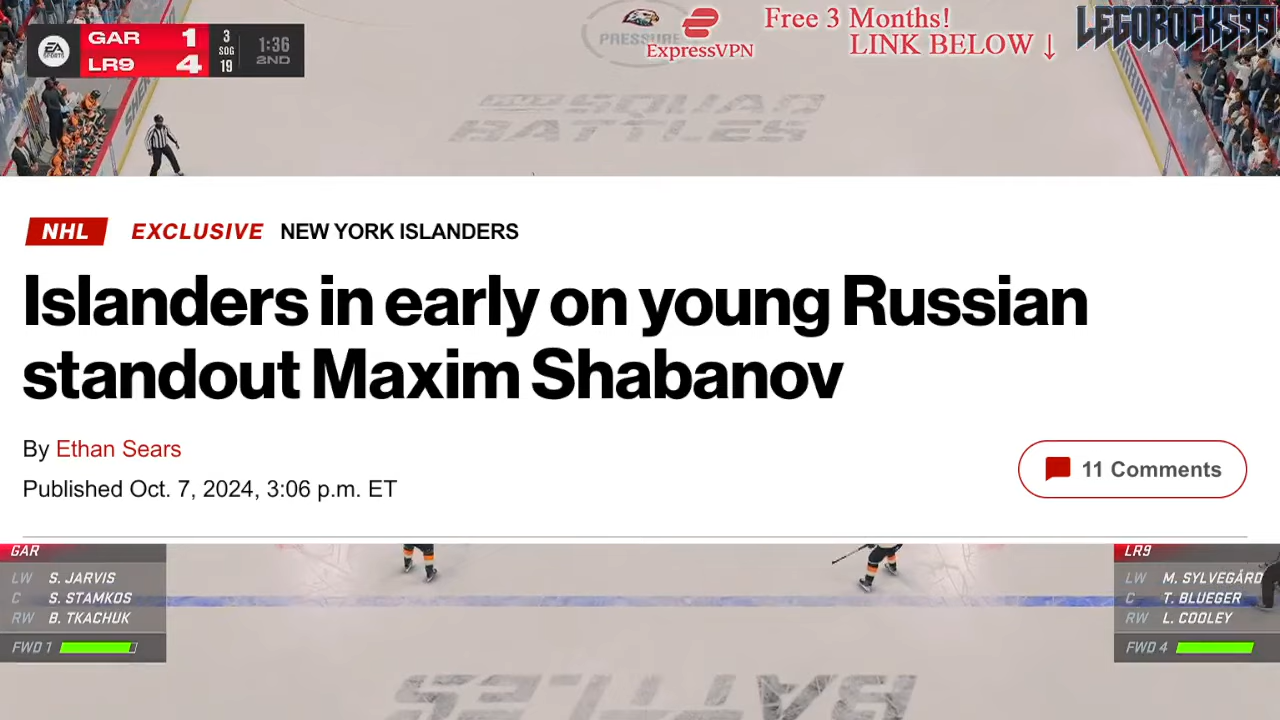 GAR 1
LR9 4
3
SOG
19
1:36
2ND
EA
SPORTS
PRESSURE
ExpressVPN
Free 3 Months!
LINK BELOW ↓
LEGOROCKS99
SQUAD
BATTLES
NHL EXCLUSIVE NEW YORK ISLANDERS
Islanders in early on young Russian
standout Maxim Shabanov
By Ethan Sears
Published Oct. 7, 2024, 3:06 p.m. ET
11 Comments
GAR
LW S. JARVIS
C S. STAMKOS
RW B. TKACHUK
FWD 1
LR9
LW M. SYLVEGÅRD
C T. BLUEGER
RW L. COOLEY
FWD 4
BATTLES